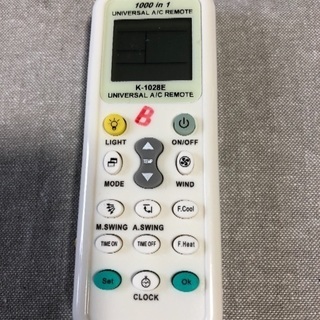 1000 in 1
UNIVERSAL A/C REMOTE
K-1028E
UNIVERSAL A/C REMOTE
B
LIGHT ON/OFF
TEMP
MODE WIND
F.Cool
M.SWING A.SWING
TIME ON TIME OFF F.Heat
Set Ok
CLOCK